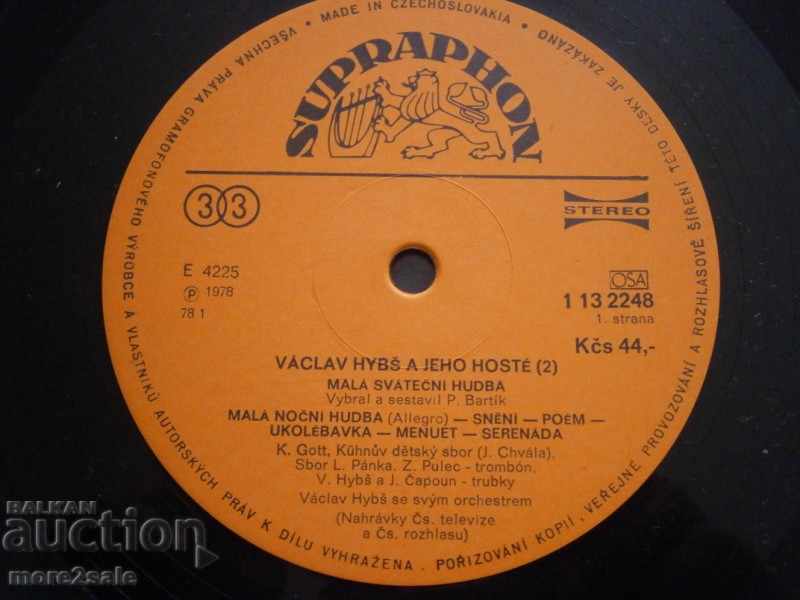 VŠECHNA PRÁVA GRAMOFONOVÉHO VÝROBCE A VLASTNÍKŮ AUTORSKÝCH PRÁV K DÍLU VYHRAŽENA. POŘIZOVÁNÍ KOPIÍ, VEŘEJNÉ PROVOZOVÁNÍ A ROZHLASOVÉ ŠÍŘENÍ TÉTO DESKY JE ZAKÁZÁNO • MADE IN CZECHOSLOVAKIA •
SUPRAPHON
33
STEREO
E 4225
Ⓟ 1978
78 1
OSA
1 13 2248
1. strana
Kčs 44,-
VÁCLAV HYBŠ A JEHO HOSTÉ (2)
MALÁ SVÁTEČNÍ HUDBA
Vybral a sestavil P. Bartík
MALÁ NOČNÍ HUDBA (Allegro) — SNĚNÍ — POÉM —
UKOLÉBAVKA — MENUET — SERENÁDA
K. Gott, Kühnův dětský sbor (J. Chvála).
Sbor L. Pánka. Z. Pulec - trombón.
V. Hybš a J. Čapoun - trubky
Václav Hybš se svým orchestrem
(Nahrávky Čs. televize
a Čs. rozhlasu)
BALKAN
auction
more2sale